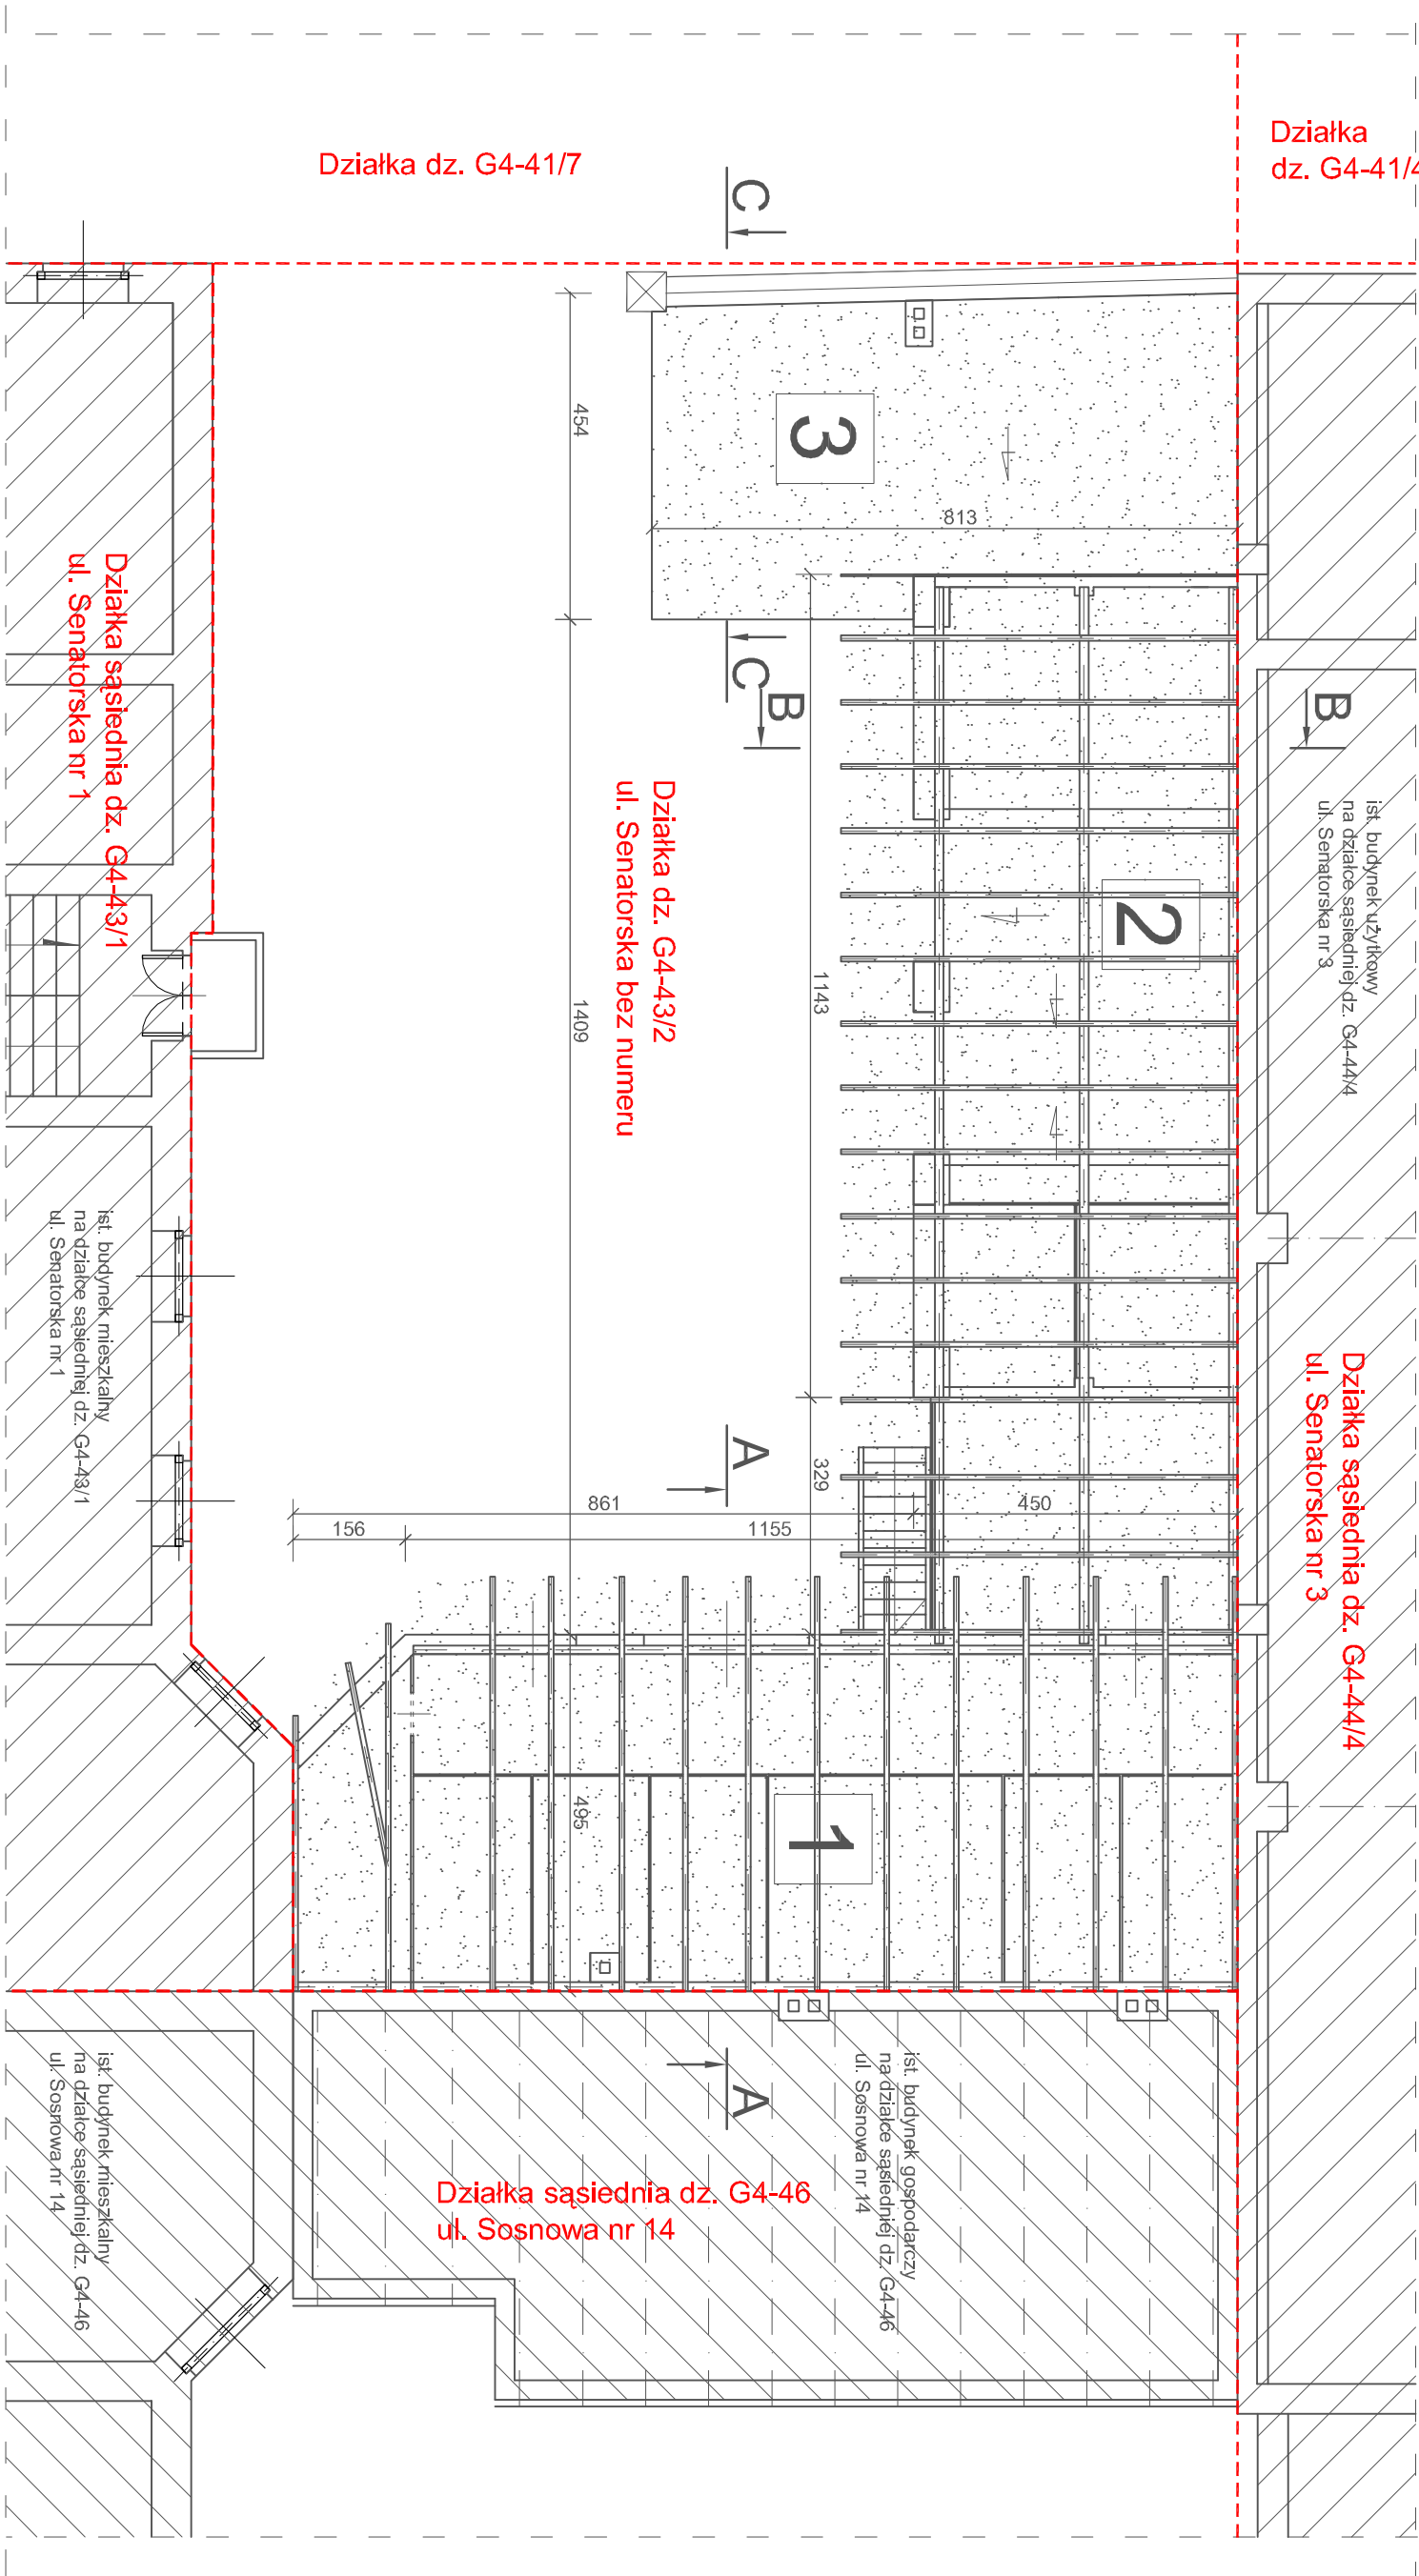 Działka dz. G4-41/7
Działka
dz. G4-41/4
C
454
3
813
C
B
B
Działka sąsiednia dz. G4-43/1
ul. Senatorska nr 1
Działka dz. G4-43/2
ul. Senatorska bez numeru
ist. budynek użytkowy
na działce sąsiedniej dz. G4-44/4
ul. Senatorska nr 3
2
1143
1409
ist. budynek mieszkalny
na działce sąsiedniej dz. G4-43/1
ul. Senatorska nr 1
Działka sąsiednia dz. G4-44/4
ul. Senatorska nr 3
A
329
861
450
156
1155
495
1
A
ist. budynek mieszkalny
na działce sąsiedniej dz. G4-46
ul. Sosnowa nr 14
ist. budynek gospodarczy
na działce sąsiedniej dz. G4-46
ul. Sosnowa nr 14
Działka sąsiednia dz. G4-46
ul. Sosnowa nr 14